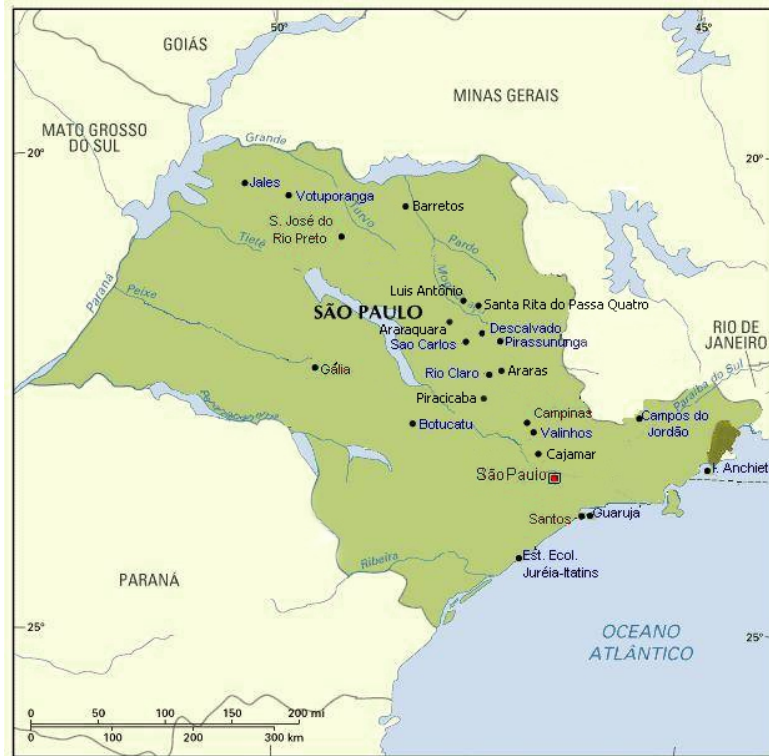 50°
45°
GOIÁS
MINAS GERAIS
MATO GROSSO
DO SUL
20°
20°
Grande
Jales
Votuporanga
Turvo
Barretos
S. José do
Rio Preto
Tietê
Pardo
Paraná
Peixe
Luis Antônio
Santa Rita do Passa Quatro
SÃO PAULO
Araraquara
Descalvado
Sao Carlos
Pirassununga
RIO DE
JANEIRO
Gália
Rio Claro
Araras
Paraíba do Sul
Piracicaba
Botucatu
Campinas
Campos do
Jordão
Valinhos
Cajamar
São Paulo
I. Anchiet
Santos
Guarujá
Ribeira
Est. Ecol.
Juréia-Itatins
PARANÁ
25°
25°
OCEANO
ATLÂNTICO
0 50 100 150 200 mi
0 100 200 300 km